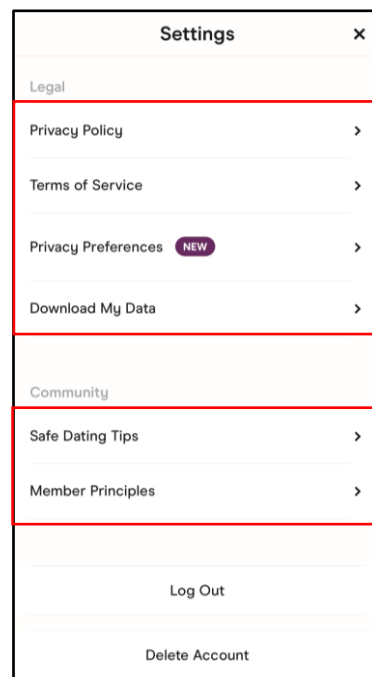 Settings ×
Legal
Privacy Policy
Terms of Service
Privacy Preferences NEW
Download My Data
Community
Safe Dating Tips
Member Principles
Log Out
Delete Account